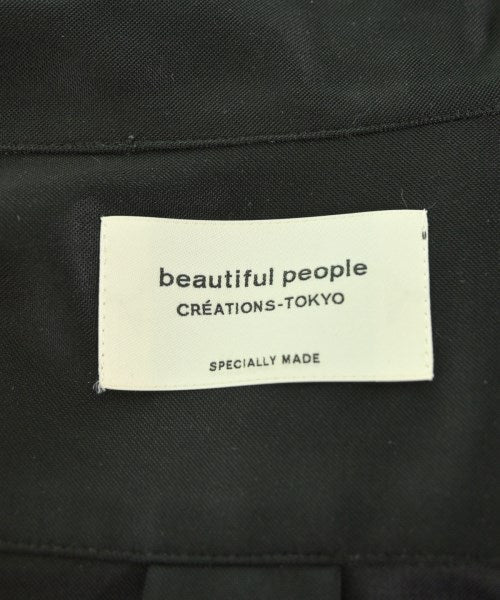 beautiful people
CRÉATIONS-TOKYO
SPECIALLY MADE